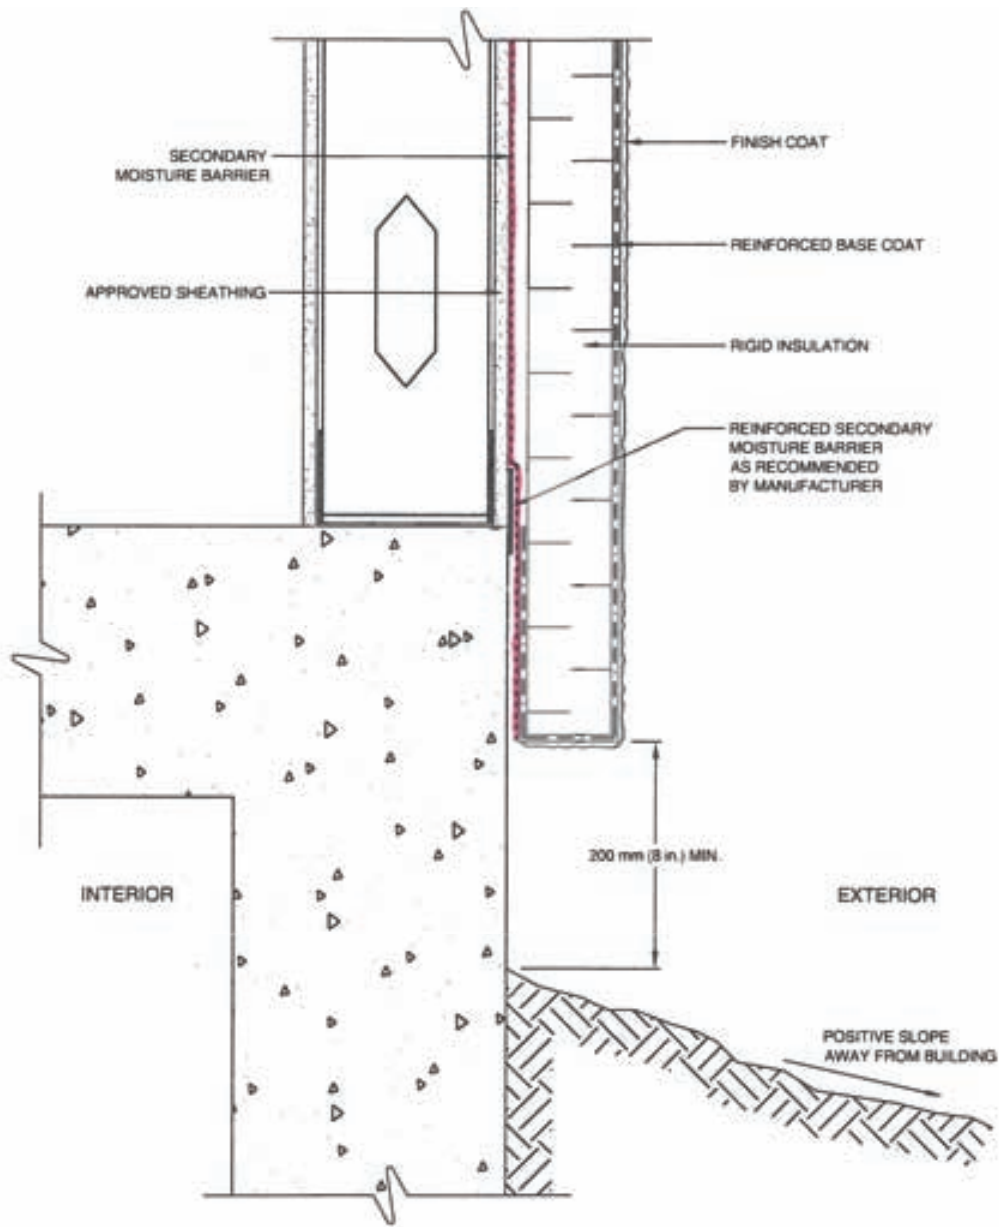 SECONDARY
MOISTURE BARRIER
FINISH COAT
REINFORCED BASE COAT
APPROVED SHEATHING
RIGID INSULATION
REINFORCED SECONDARY
MOISTURE BARRIER
AS RECOMMENDED
BY MANUFACTURER
200 mm (8 in.) MIN.
INTERIOR
EXTERIOR
POSITIVE SLOPE
AWAY FROM BUILDING